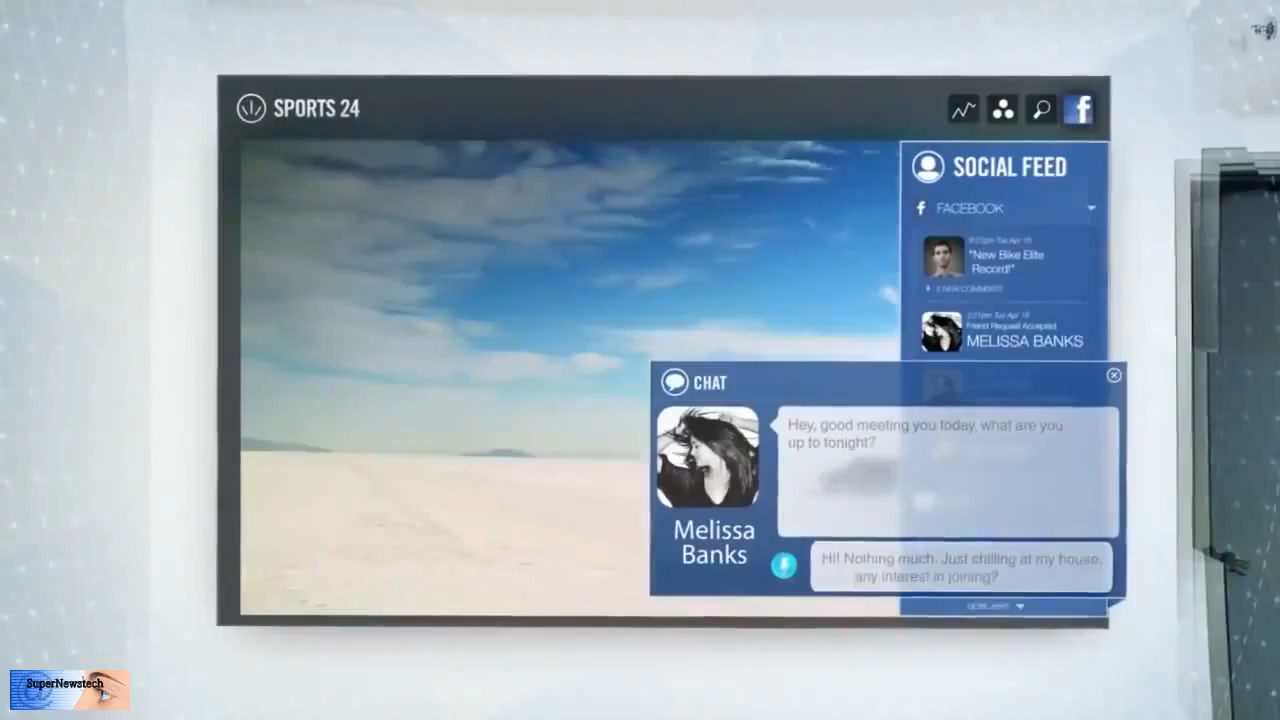 SPORTS 24
f
SOCIAL FEED
f FACEBOOK
"New Bike Elite
Record!"
Friend Request Accepted
MELISSA BANKS
CHAT
Hey, good meeting you today, what are you
up to tonight?
Melissa
Banks
Hi! Nothing much. Just chilling at my house,
any interest in joining?
SuperNewstech